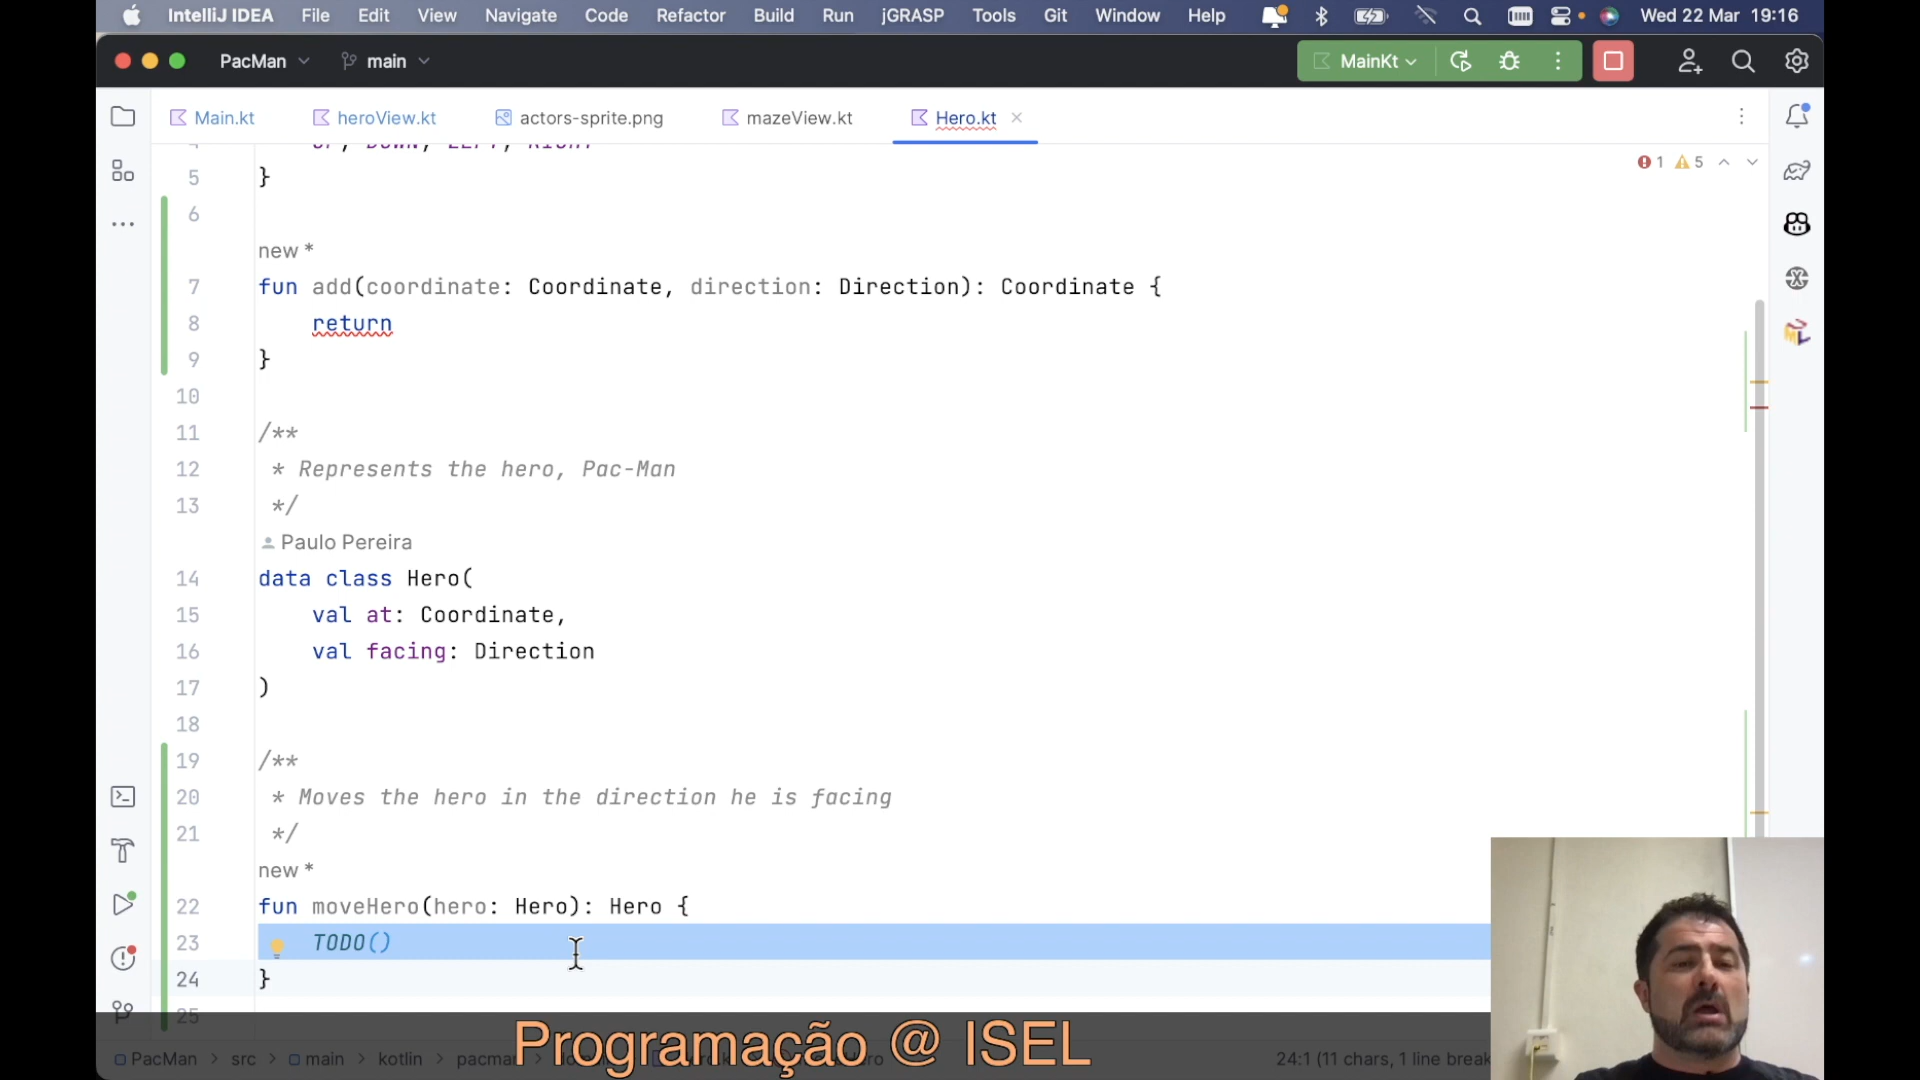 IntelliJ IDEA File Edit View Navigate Code Refactor Build Run jGRASP Tools Git Window Help Wed 22 Mar 19:16
PacMan main MainKt
Main.kt heroView.kt actors-sprite.png mazeView.kt Hero.kt
UP, DOWN, LEFT, RIGHT
1 5
5 }
6
new *
7 fun add(coordinate: Coordinate, direction: Direction): Coordinate {
8 return
9 }
10
11 /**
12 * Represents the hero, Pac-Man
13 */
Paulo Pereira
14 data class Hero(
15 val at: Coordinate,
16 val facing: Direction
17 )
18
19 /**
20 * Moves the hero in the direction he is facing
21 */
new *
22 fun moveHero(hero: Hero): Hero {
23 TODO()
24 }
25
Programação @ ISEL
PacMan > src > main > kotlin > 24:1 (11 chars, 1 line